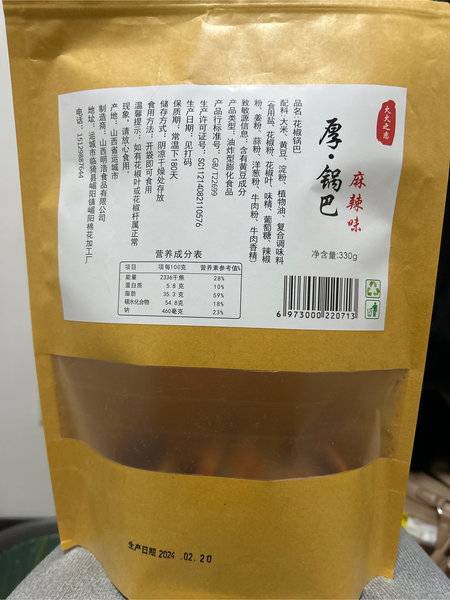 大大之恋
厚·锅巴
麻辣味
净含量:330g
品名:花椒锅巴
配料:大米、黄豆、淀粉、植物油、复合调味料
(食用盐、花椒粉、花椒叶、味精、葡萄糖、辣椒
粉、姜粉、蒜粉、洋葱粉、牛肉粉、牛肉香精)
致敏源信息:含有黄豆成分
产品类型:油炸型膨化食品
产品行标准号:GB/T22699
生产许可证号:SC11214082110576
生产日期:见打码
保质期:常温下180天
储存方式:阴凉干燥处存放
食用方法:开袋即可食用
温馨提示:如有花椒叶或花椒杆属正常
现象,请放心食用。
产地:山西省运城市
制造商:山西明浩食品有限公司
地址:运城市临猗县嵋阳镇嵋阳棉花加工厂
电话:15129887644
营养成分表
项目 项每100克 营养素参考值%
能量 2336千焦 28%
蛋白质 5.8 克 10%
脂肪 35.3 克 59%
碳水化合物 54.8克 18%
钠 460毫克 23%
6 973000 220713
生产日期 2024 .02.20